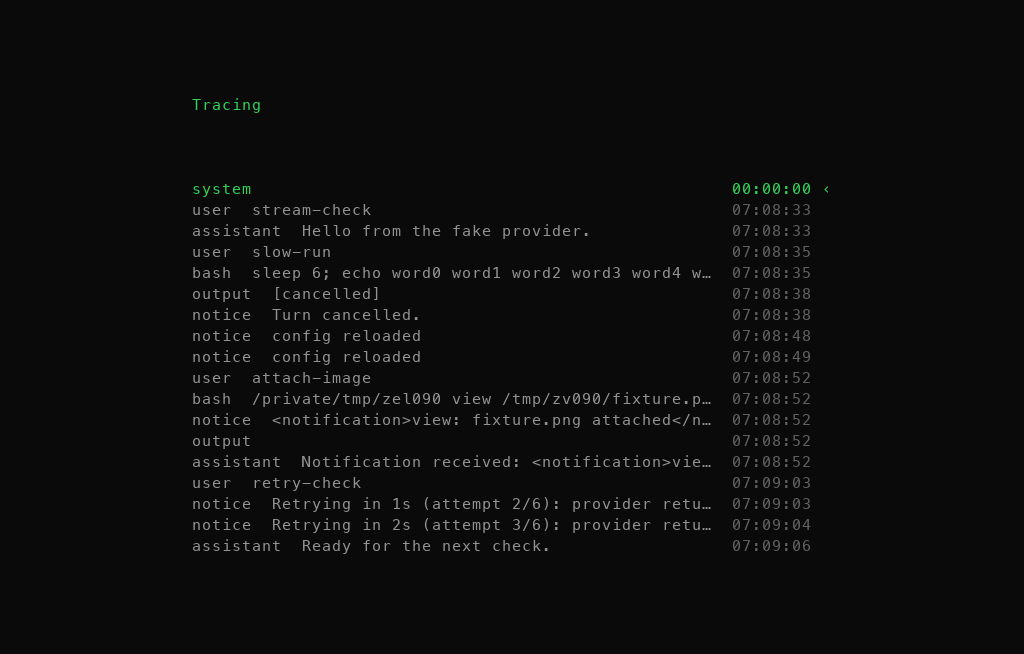 Tracing
system 00:00:00 ‹
user  stream−check 07:08:33
assistant  Hello from the fake provider. 07:08:33
user  slow−run 07:08:35
bash  sleep 6; echo word0 word1 word2 word3 word4 w… 07:08:35
output  [cancelled] 07:08:38
notice  Turn cancelled. 07:08:38
notice  config reloaded 07:08:48
notice  config reloaded 07:08:49
user  attach−image 07:08:52
bash  /private/tmp/zel090 view /tmp/zv090/fixture.p… 07:08:52
notice  <notification>view: fixture.png attached</n… 07:08:52
output 07:08:52
assistant  Notification received: <notification>vie… 07:08:52
user  retry−check 07:09:03
notice  Retrying in 1s (attempt 2/6): provider retu… 07:09:03
notice  Retrying in 2s (attempt 3/6): provider retu… 07:09:04
assistant  Ready for the next check. 07:09:06